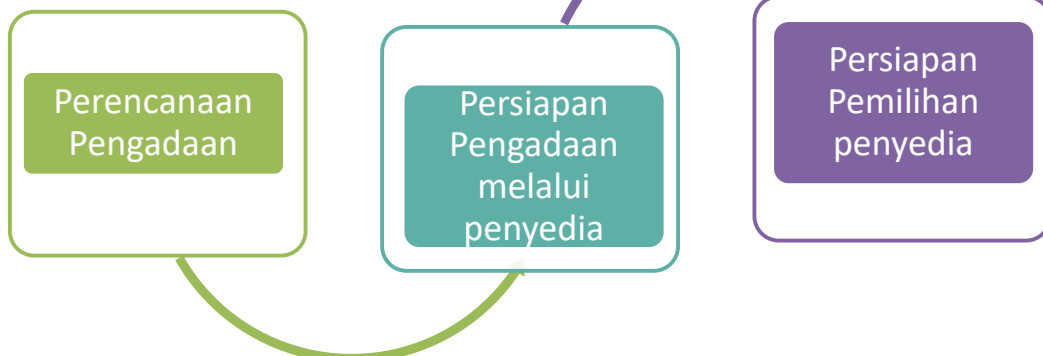 Perencanaan
Pengadaan
Persiapan
Pengadaan
melalui
penyedia
Persiapan
Pemilihan
penyedia